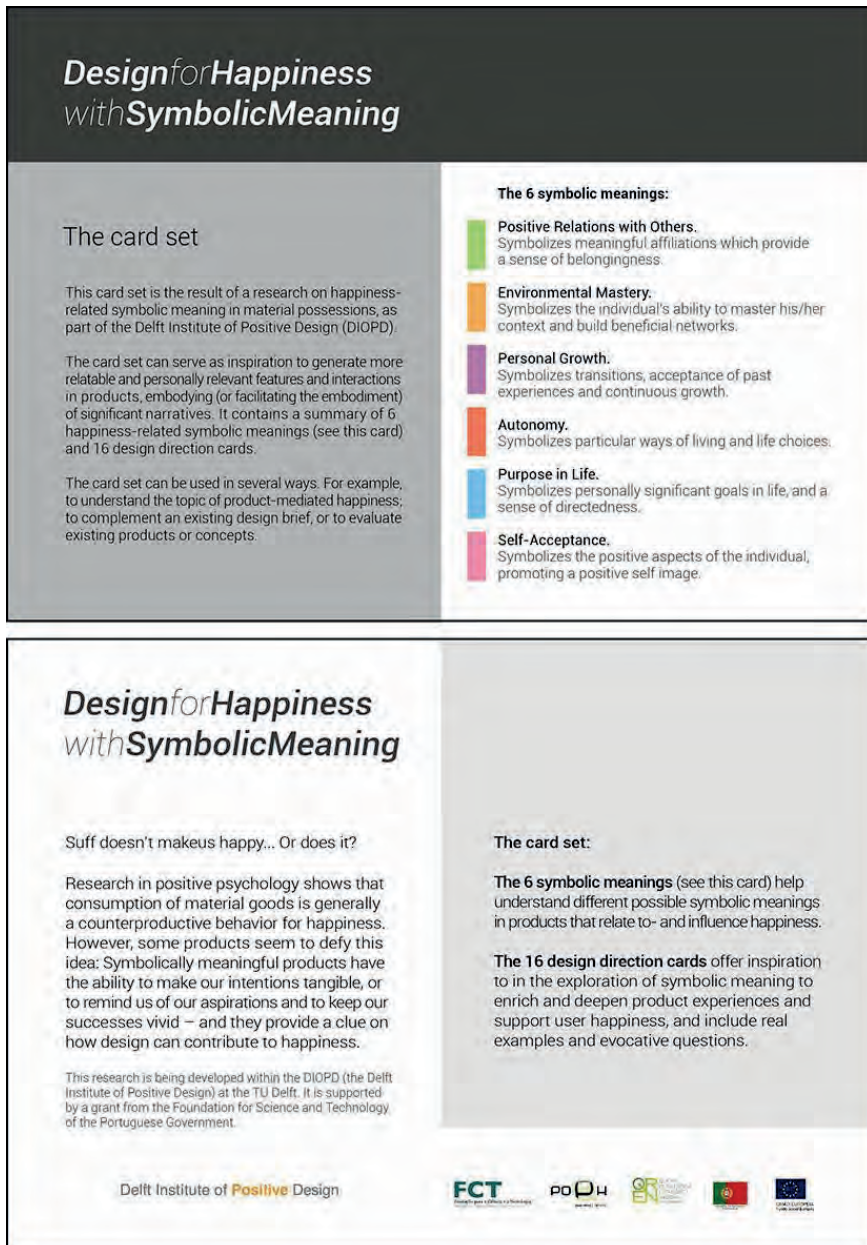 DesignforHappiness
withSymbolicMeaning
The card set
This card set is the result of a research on happiness-
related symbolic meaning in material possessions, as
part of the Delft Institute of Positive Design (DIOPD).
The card set can serve as inspiration to generate more
relatable and personally relevant features and interactions
in products, embodying (or facilitating the embodiment)
of significant narratives. It contains a summary of 6
happiness-related symbolic meanings (see this card)
and 16 design direction cards.
The card set can be used in several ways. For example,
to understand the topic of product-mediated happiness;
to complement an existing design brief, or to evaluate
existing products or concepts.
The 6 symbolic meanings:
Positive Relations with Others.
Symbolizes meaningful affiliations which provide
a sense of belongingness.
Environmental Mastery.
Symbolizes the individual's ability to master his/her
context and build beneficial networks.
Personal Growth.
Symbolizes transitions, acceptance of past
experiences and continuous growth.
Autonomy.
Symbolizes particular ways of living and life choices.
Purpose in Life.
Symbolizes personally significant goals in life, and a
sense of directedness.
Self-Acceptance.
Symbolizes the positive aspects of the individual,
promoting a positive self image.
DesignforHappiness
withSymbolicMeaning
Suff doesn't makeus happy... Or does it?
Research in positive psychology shows that
consumption of material goods is generally
a counterproductive behavior for happiness.
However, some products seem to defy this
idea: Symbolically meaningful products have
the ability to make our intentions tangible, or
to remind us of our aspirations and to keep our
successes vivid – and they provide a clue on
how design can contribute to happiness.
This research is being developed within the DIOPD (the Delft
Institute of Positive Design) at the TU Delft. It is supported
by a grant from the Foundation for Science and Technology
of the Portuguese Government.
Delft Institute of Positive Design
The card set:
The 6 symbolic meanings (see this card) help
understand different possible symbolic meanings
in products that relate to- and influence happiness.
The 16 design direction cards offer inspiration
to in the exploration of symbolic meaning to
enrich and deepen product experiences and
support user happiness, and include real
examples and evocative questions.
FCT
PO PH
QREN